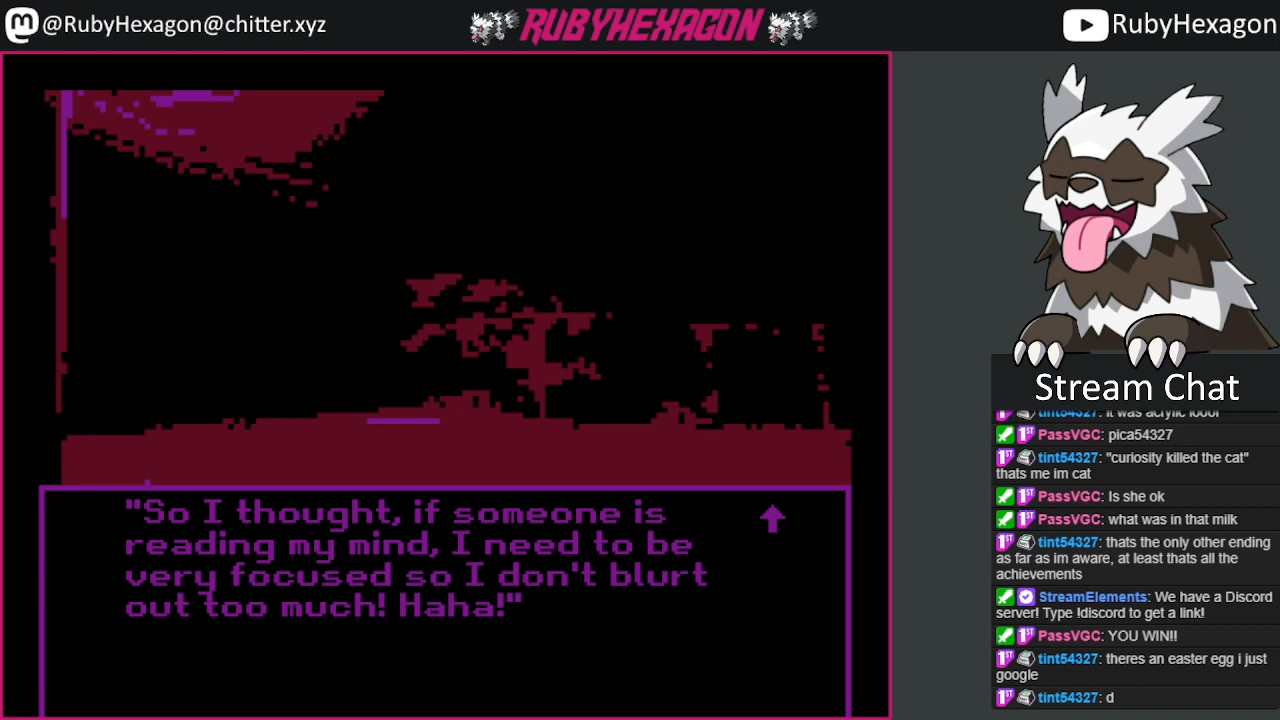 @RubyHexagon@chitter.xyz
RUBYHEXAGON
RubyHexagon
"So I thought, if someone is
reading my mind, I need to be
very focused so I don't blurt
out too much! Haha!"
Stream Chat
tint54327: it was acrylic
PassVGC: pica54327
tint54327: "curiosity killed the cat"
thats me im cat
PassVGC: Is she ok
PassVGC: what was in that milk
tint54327: thats the only other ending
as far as im aware, at least thats all the
achievements
StreamElements: We have a Discord
server! Type !discord to get a link!
PassVGC: YOU WIN!!
tint54327: theres an easter egg i just
google
tint54327: d